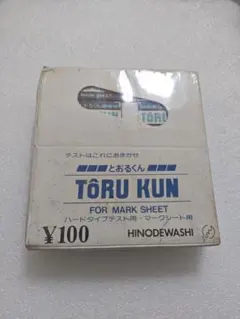 TÔRU
テストはこれにおまかせ
とおるくん
TÔRU KUN
FOR MARK SHEET
ハードタイプテスト用・マークシート用
¥100 HINODEWASHI